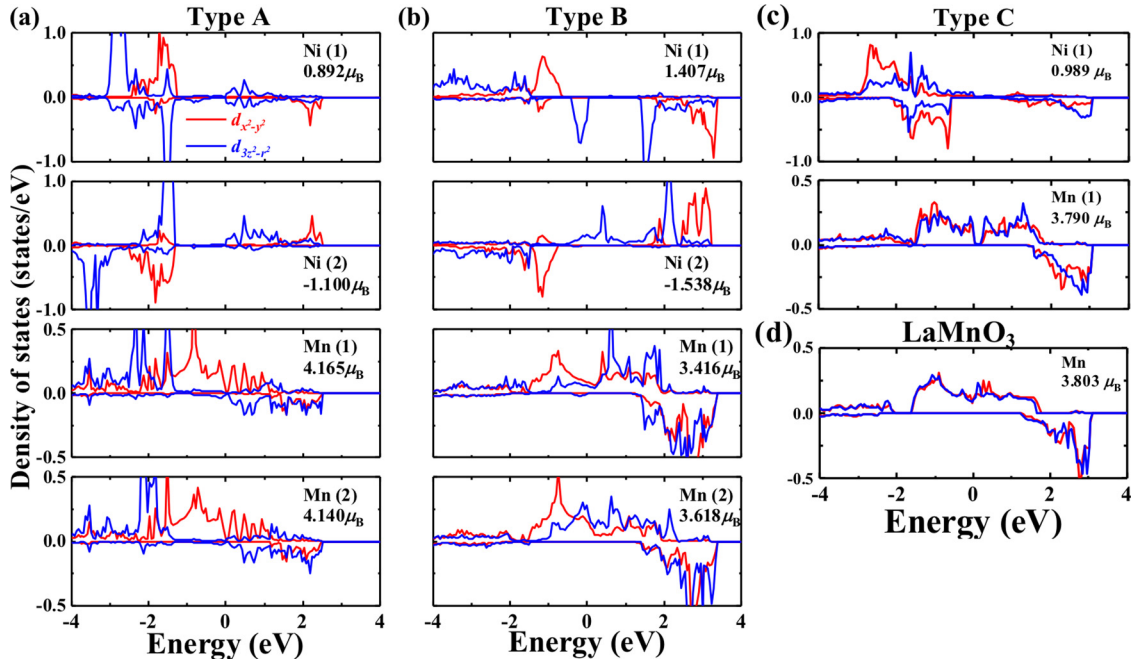 (a) Type A
(b) Type B
(c) Type C
Density of states (states/eV)
1.0
0.0
-1.0
Ni (1)
0.892μB
dx²-y²
d3z²-r²
1.0
0.0
-1.0
Ni (2)
-1.100μB
0.5
0.0
-0.5
Mn (1)
4.165μB
0.5
0.0
-0.5
Mn (2)
4.140μB
-4 -2 0 2 4
Energy (eV)
Ni (1)
1.407μB
Ni (2)
-1.538μB
Mn (1)
3.416μB
Mn (2)
3.618μB
-4 -2 0 2 4
Energy (eV)
1.0
0.0
-1.0
Ni (1)
0.989 μB
0.5
0.0
-0.5
Mn (1)
3.790 μB
(d) LaMnO3
0.5
0.0
-0.5
Mn
3.803 μB
-4 -2 0 2 4
Energy (eV)